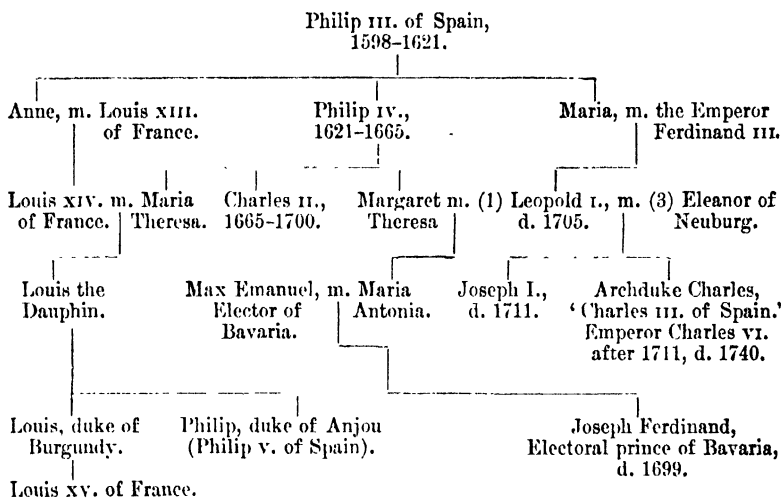 Philip III. of Spain,
1598–1621.
Anne, m. Louis XIII. of France.
Philip IV., 1621–1665.
Maria, m. the Emperor Ferdinand III.
Louis XIV. m. Maria
of France. Theresa.
Charles II.,
1665–1700.
Margaret m. (1) Leopold I., m. (3) Eleanor of
Theresa d. 1705. Neuburg.
Louis the
Dauphin.
Max Emanuel, m. Maria
Elector of Antonia.
Bavaria.
Joseph I.,
d. 1711.
Archduke Charles,
‘Charles III. of Spain.’
Emperor Charles VI.
after 1711, d. 1740.
Louis, duke of
Burgundy.
Philip, duke of Anjou
(Philip V. of Spain).
Joseph Ferdinand,
Electoral prince of Bavaria,
d. 1699.
Louis XV. of France.